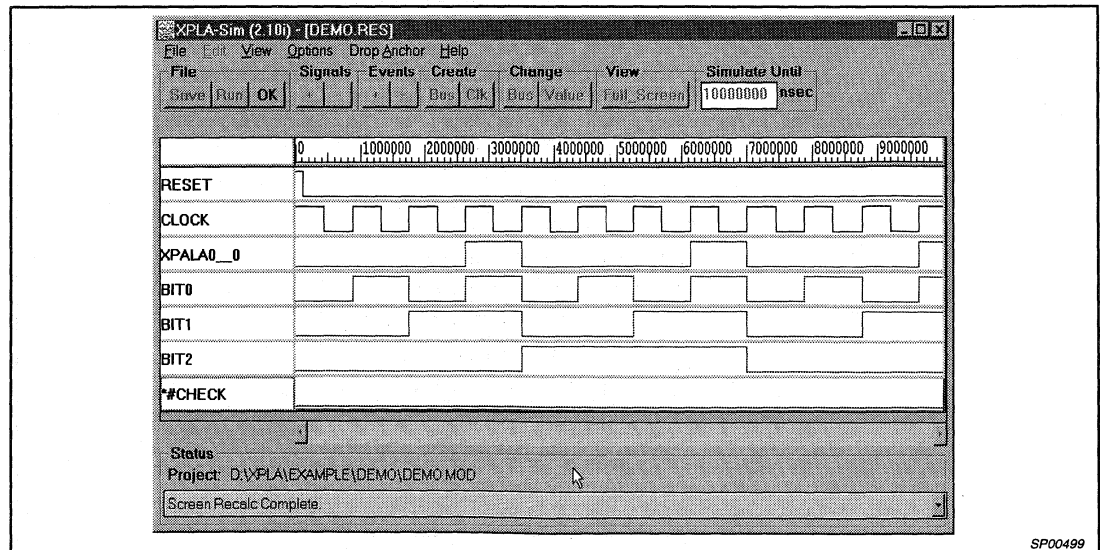 XPLA-Sim (2.10i) - [DEMO.RES]
File Edit View Options Drop Anchor Help
File Signals Events Create Change View Simulate Until
Save Run OK + - + - Bus Clk Bus Value Full_Screen 10000000 nsec
0 1000000 2000000 3000000 4000000 5000000 6000000 7000000 8000000 9000000
RESET
CLOCK
XPALA0__0
BIT0
BIT1
BIT2
*#CHECK
Status
Project: D:\XPLA\EXAMPLE\DEMO\DEMO.MOD
Screen Recalc Complete.
SP00499